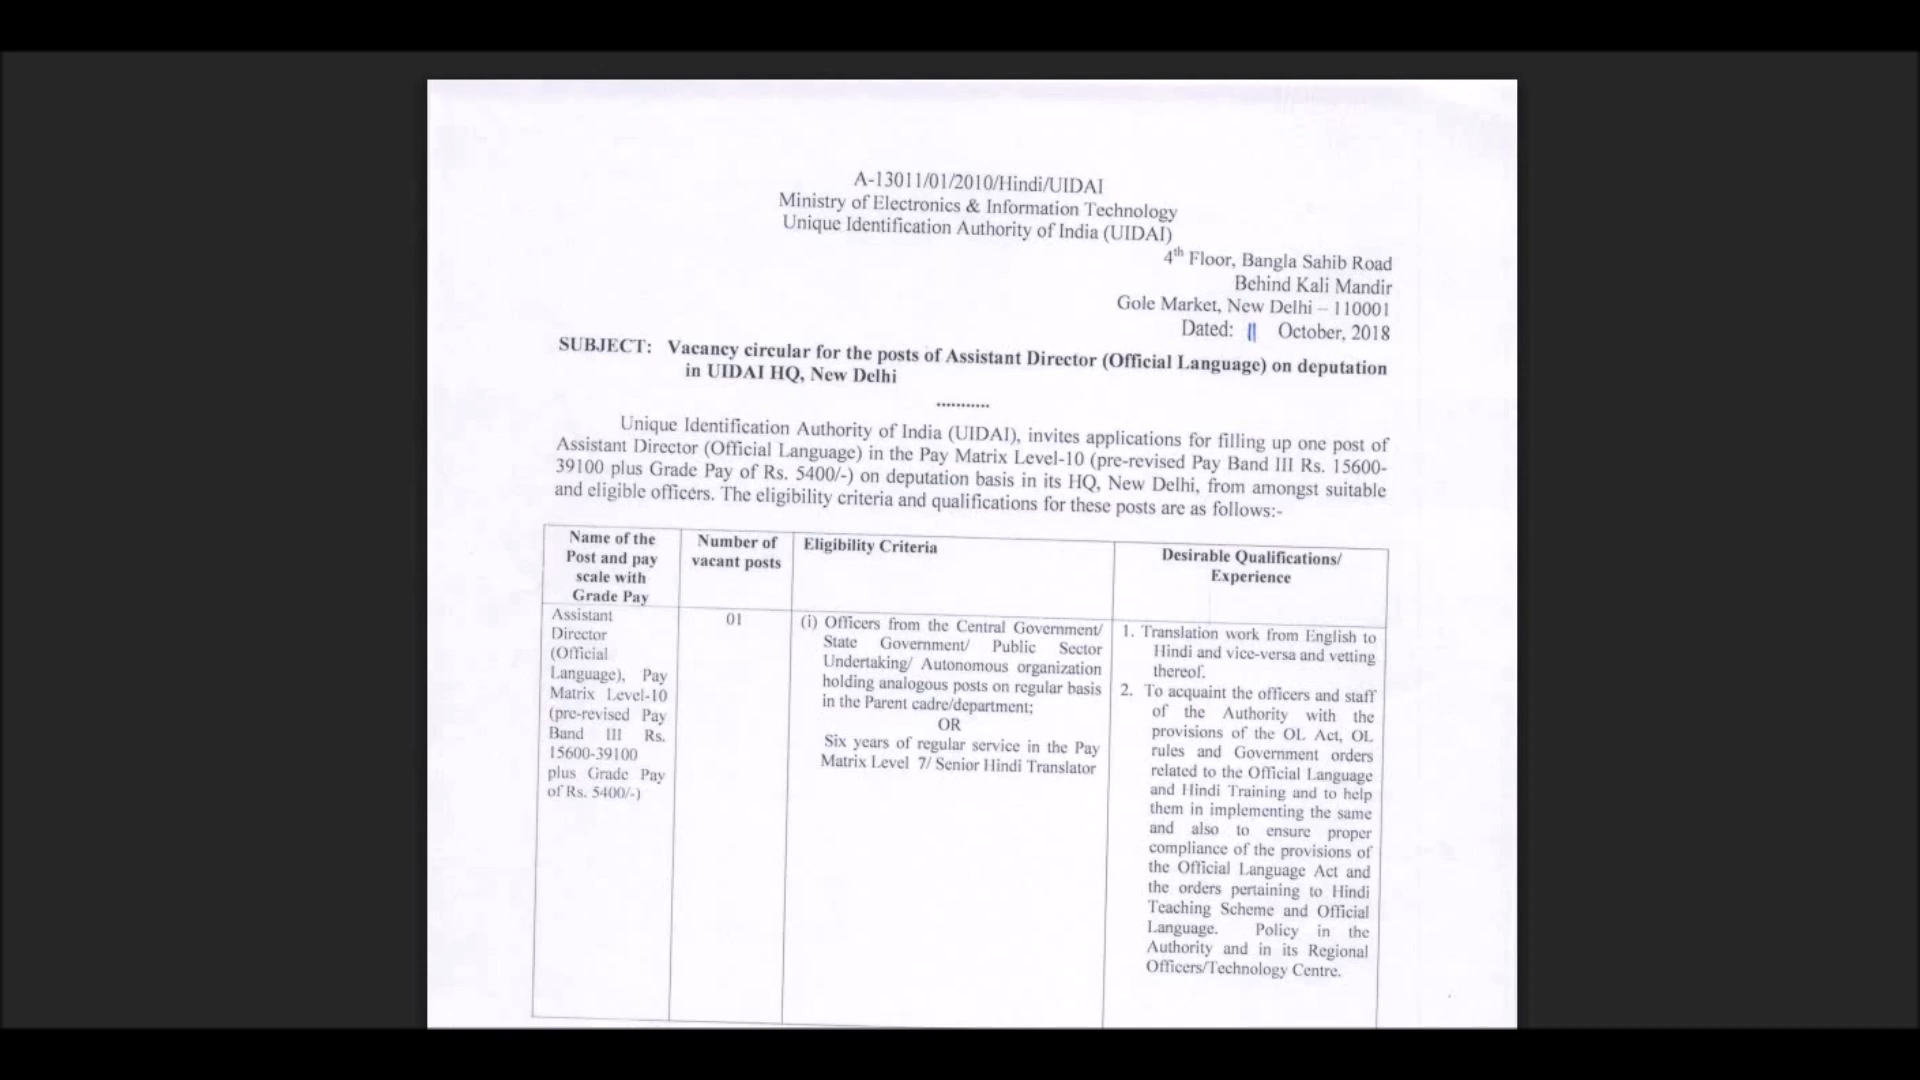 A-13011/01/2010/Hindi/UIDAI
Ministry of Electronics & Information Technology
Unique Identification Authority of India (UIDAI)
4th Floor, Bangla Sahib Road
Behind Kali Mandir
Gole Market, New Delhi – 110001
Dated: 11 October, 2018
SUBJECT: Vacancy circular for the posts of Assistant Director (Official Language) on deputation
in UIDAI HQ, New Delhi
...........
Unique Identification Authority of India (UIDAI), invites applications for filling up one post of
Assistant Director (Official Language) in the Pay Matrix Level-10 (pre-revised Pay Band III Rs. 15600-
39100 plus Grade Pay of Rs. 5400/-) on deputation basis in its HQ, New Delhi, from amongst suitable
and eligible officers. The eligibility criteria and qualifications for these posts are as follows:-
Name of the
Post and pay
scale with
Grade Pay
Number of
vacant posts
Eligibility Criteria
Desirable Qualifications/
Experience
Assistant
Director
(Official
Language), Pay
Matrix Level-10
(pre-revised Pay
Band III Rs.
15600-39100
plus Grade Pay
of Rs. 5400/-)
01
(i) Officers from the Central Government/
State Government/ Public Sector
Undertaking/ Autonomous organization
holding analogous posts on regular basis
in the Parent cadre/department;
OR
Six years of regular service in the Pay
Matrix Level 7/ Senior Hindi Translator
1. Translation work from English to
Hindi and vice-versa and vetting
thereof.
2. To acquaint the officers and staff
of the Authority with the
provisions of the OL Act, OL
rules and Government orders
related to the Official Language
and Hindi Training and to help
them in implementing the same
and also to ensure proper
compliance of the provisions of
the Official Language Act and
the orders pertaining to Hindi
Teaching Scheme and Official
Language. Policy in the
Authority and in its Regional
Officers/Technology Centre.